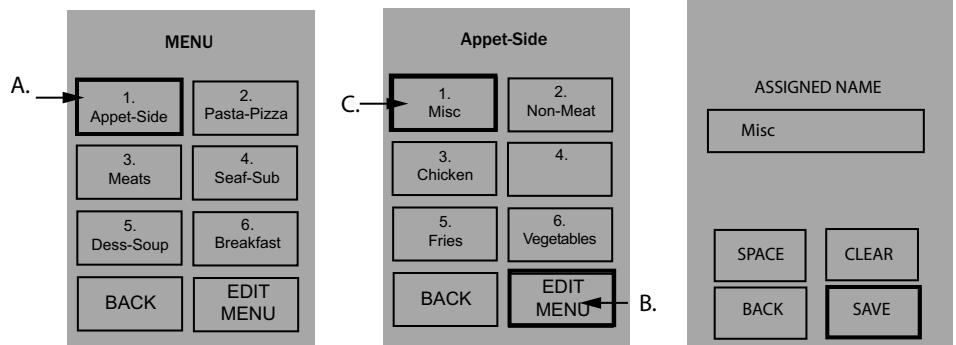 MENU
A.
1.
Appet-Side
2.
Pasta-Pizza
3.
Meats
4.
Seaf-Sub
5.
Dess-Soup
6.
Breakfast
BACK
EDIT
MENU
Appet-Side
C.
1.
Misc
2.
Non-Meat
3.
Chicken
4.
5.
Fries
6.
Vegetables
BACK
EDIT
MENU
B.
ASSIGNED NAME
Misc
SPACE
CLEAR
BACK
SAVE